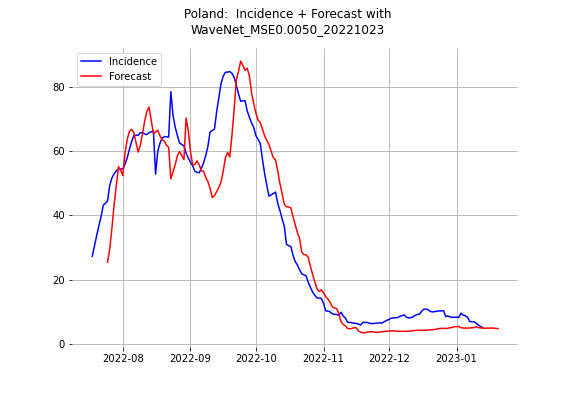 Poland:  Incidence + Forecast with
WaveNet_MSE0.0050_20221023
Incidence
Forecast
80
60
40
20
0
2022-08 2022-09 2022-10 2022-11 2022-12 2023-01